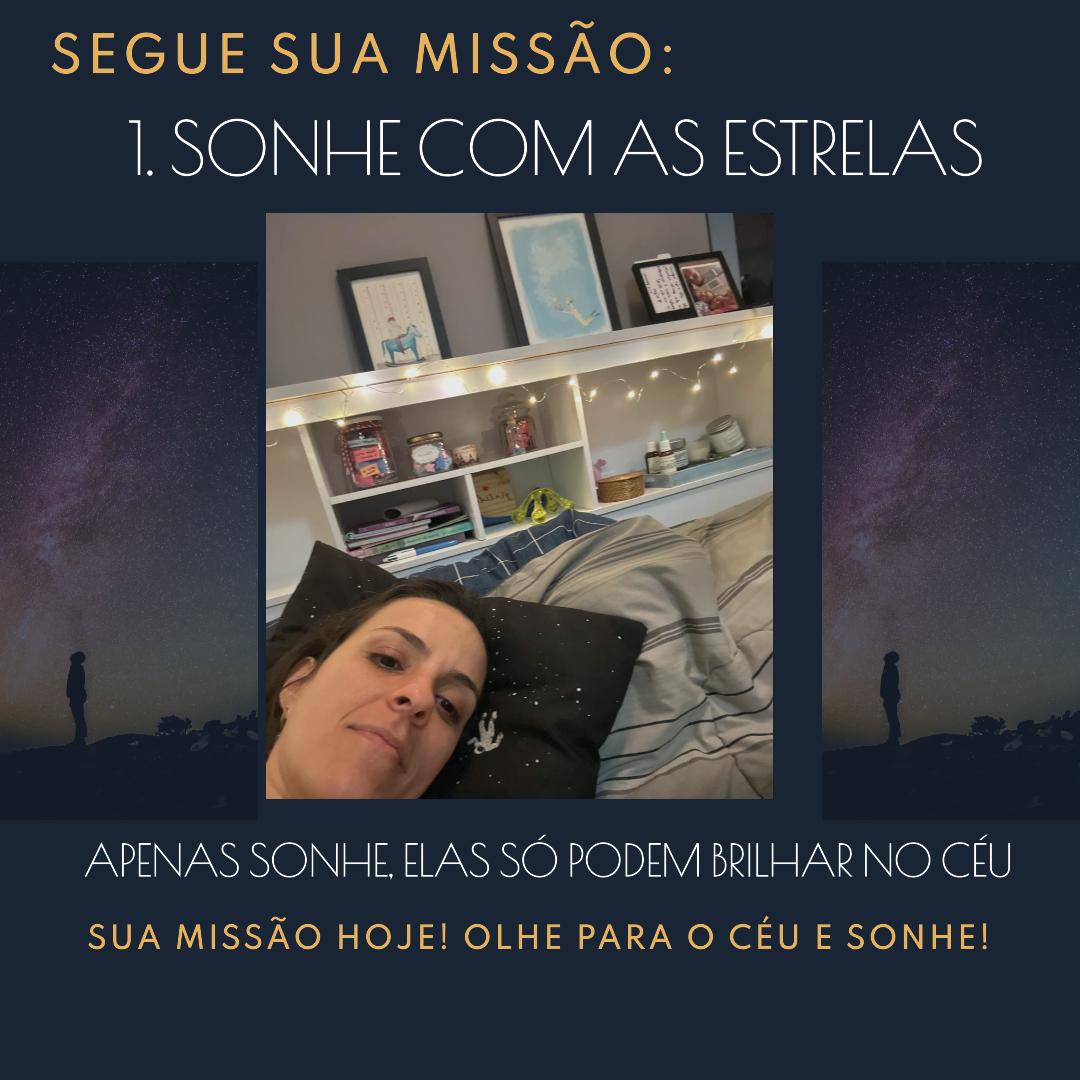 SEGUE SUA MISSÃO:
1. SONHE COM AS ESTRELAS
APENAS SONHE, ELAS SÓ PODEM BRILHAR NO CÉU
SUA MISSÃO HOJE! OLHE PARA O CÉU E SONHE!